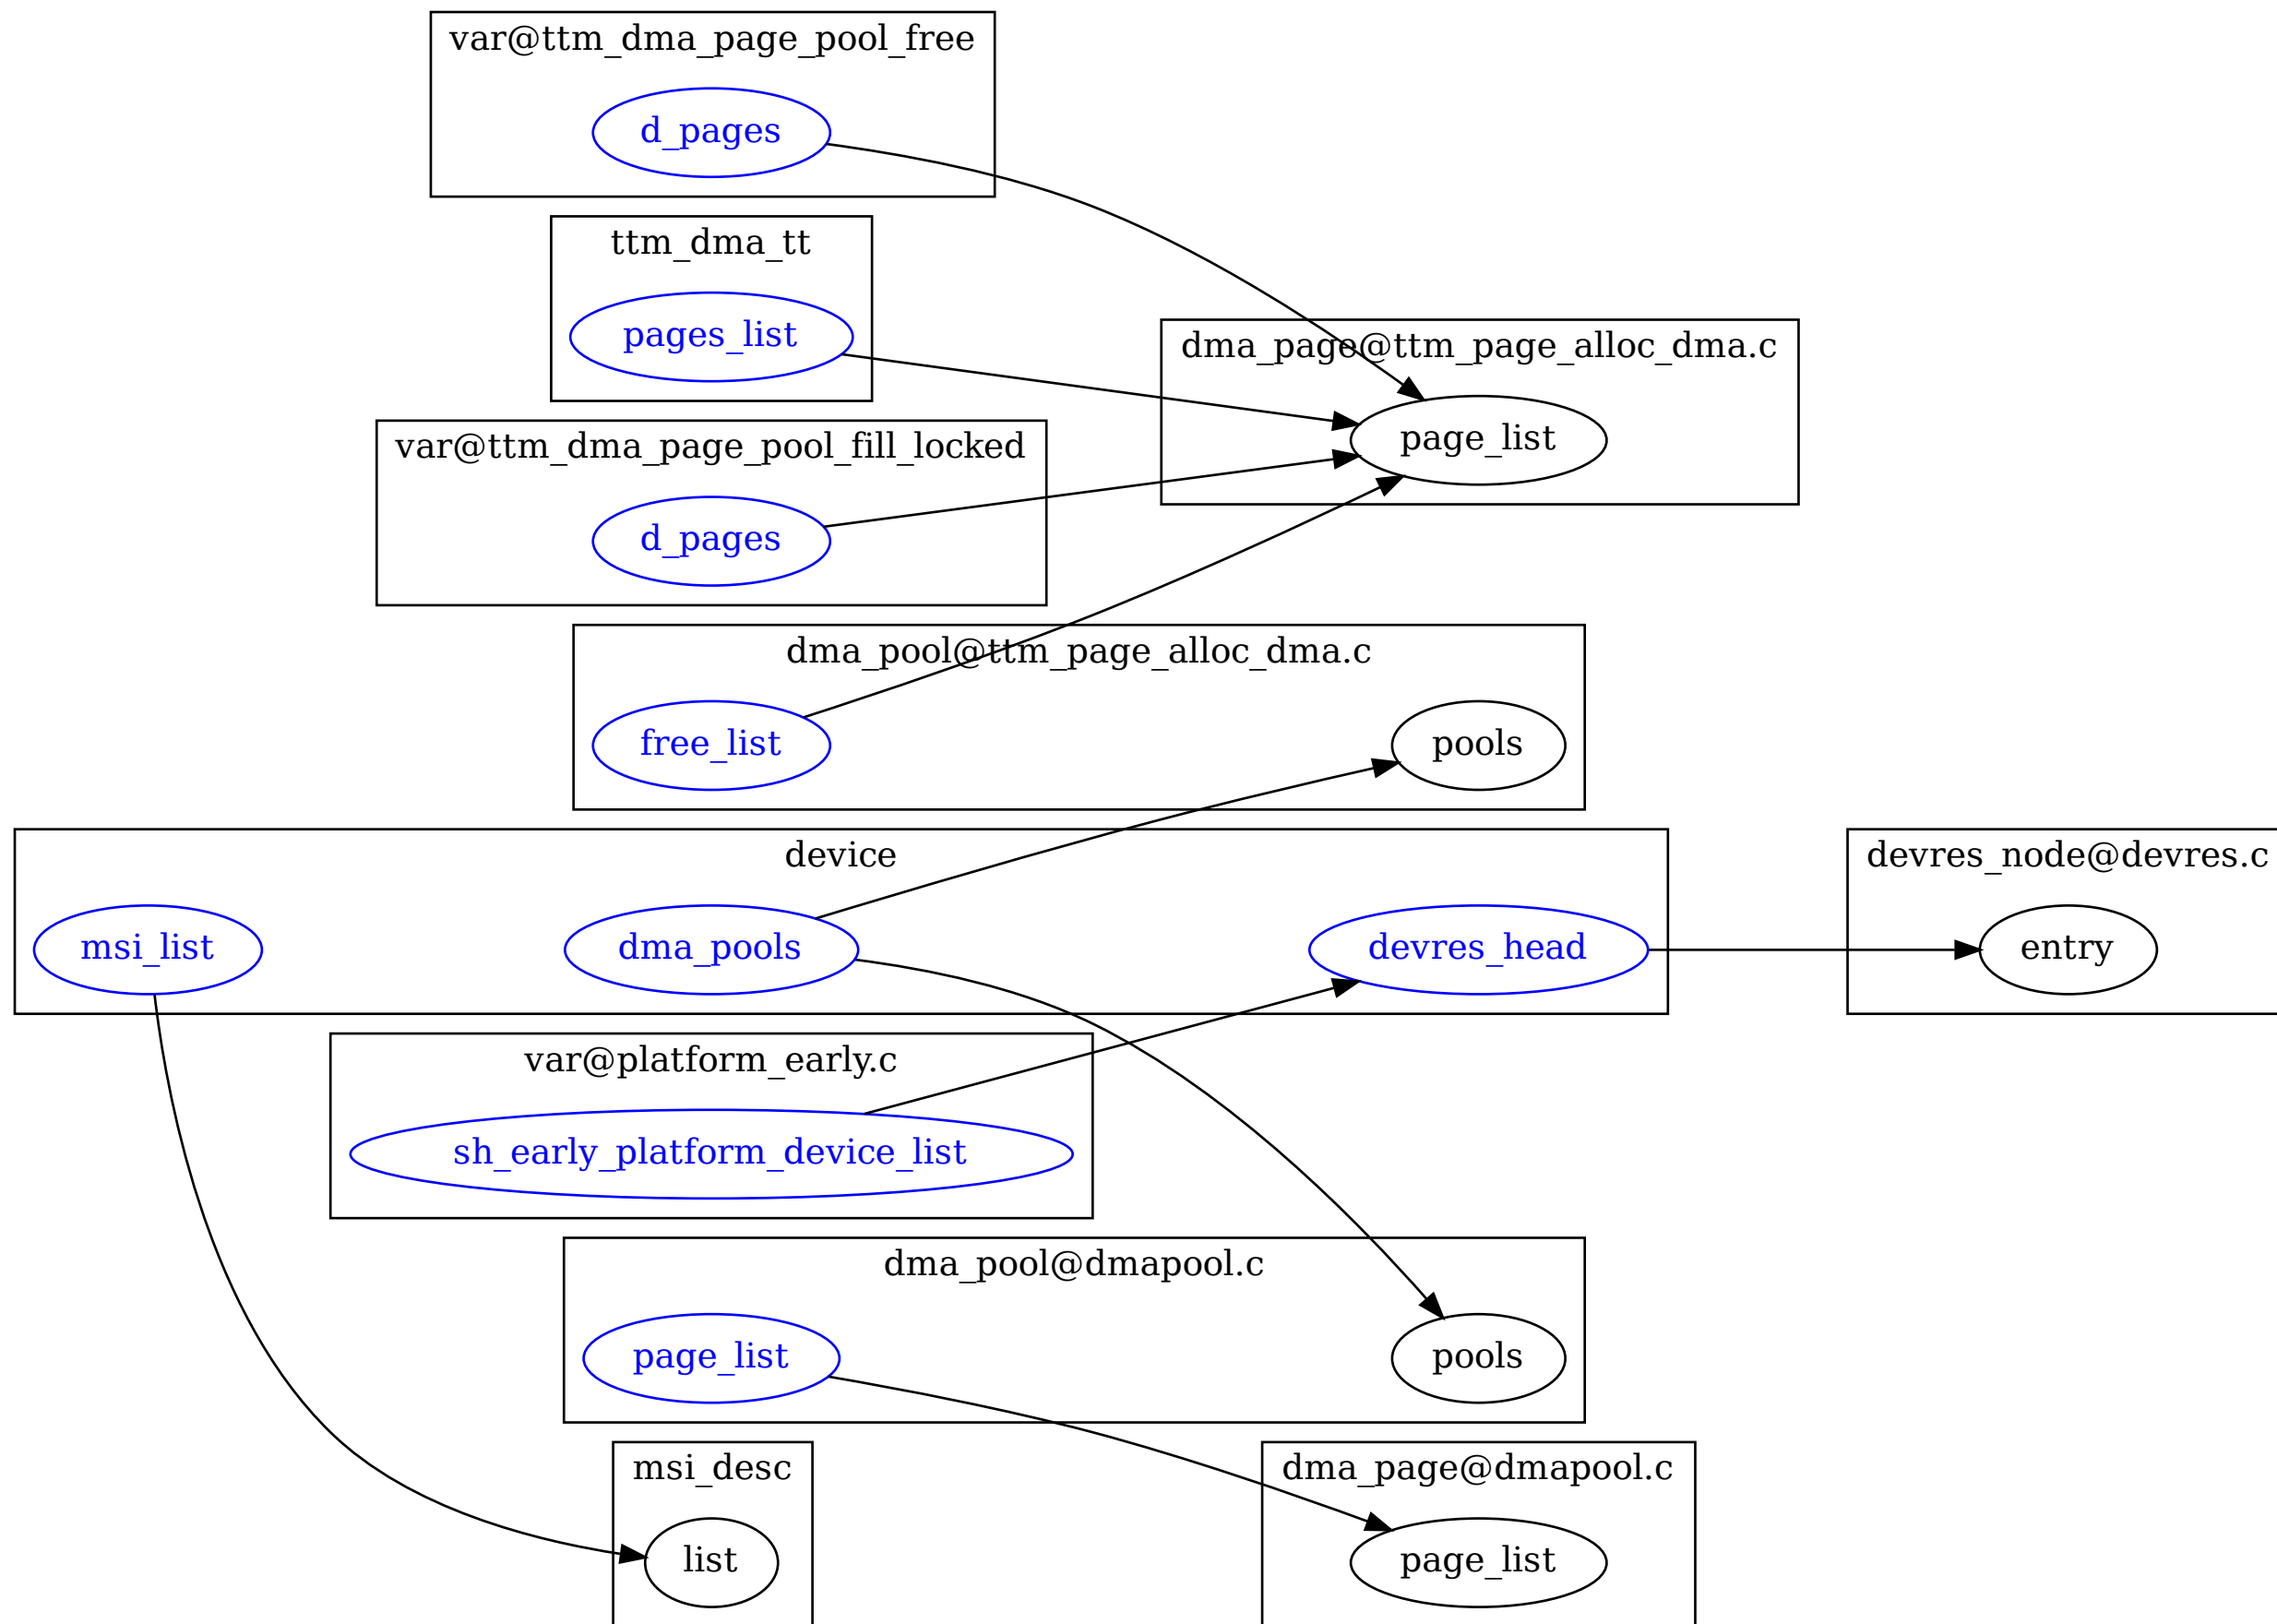 var@ttm_dma_page_pool_free
d_pages
ttm_dma_tt
pages_list
dma_page@ttm_page_alloc_dma.c
page_list
var@ttm_dma_page_pool_fill_locked
d_pages
dma_pool@ttm_page_alloc_dma.c
free_list
pools
device
msi_list
dma_pools
devres_head
devres_node@devres.c
entry
var@platform_early.c
sh_early_platform_device_list
dma_pool@dmapool.c
page_list
pools
msi_desc
list
dma_page@dmapool.c
page_list